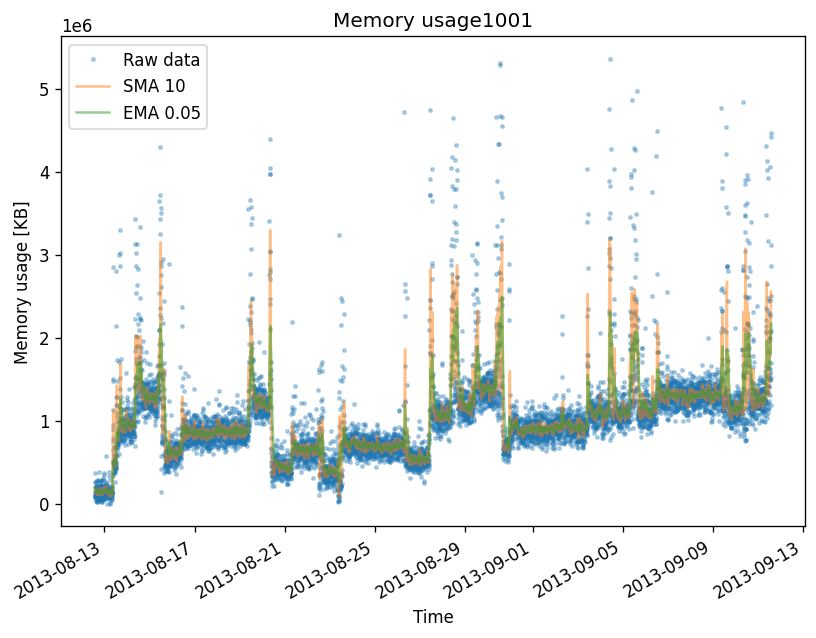 Memory usage1001
1e6
Raw data
SMA 10
EMA 0.05
5
4
3
2
1
0
Memory usage [KB]
2013-08-13
2013-08-17
2013-08-21
2013-08-25
2013-08-29
2013-09-01
2013-09-05
2013-09-09
2013-09-13
Time